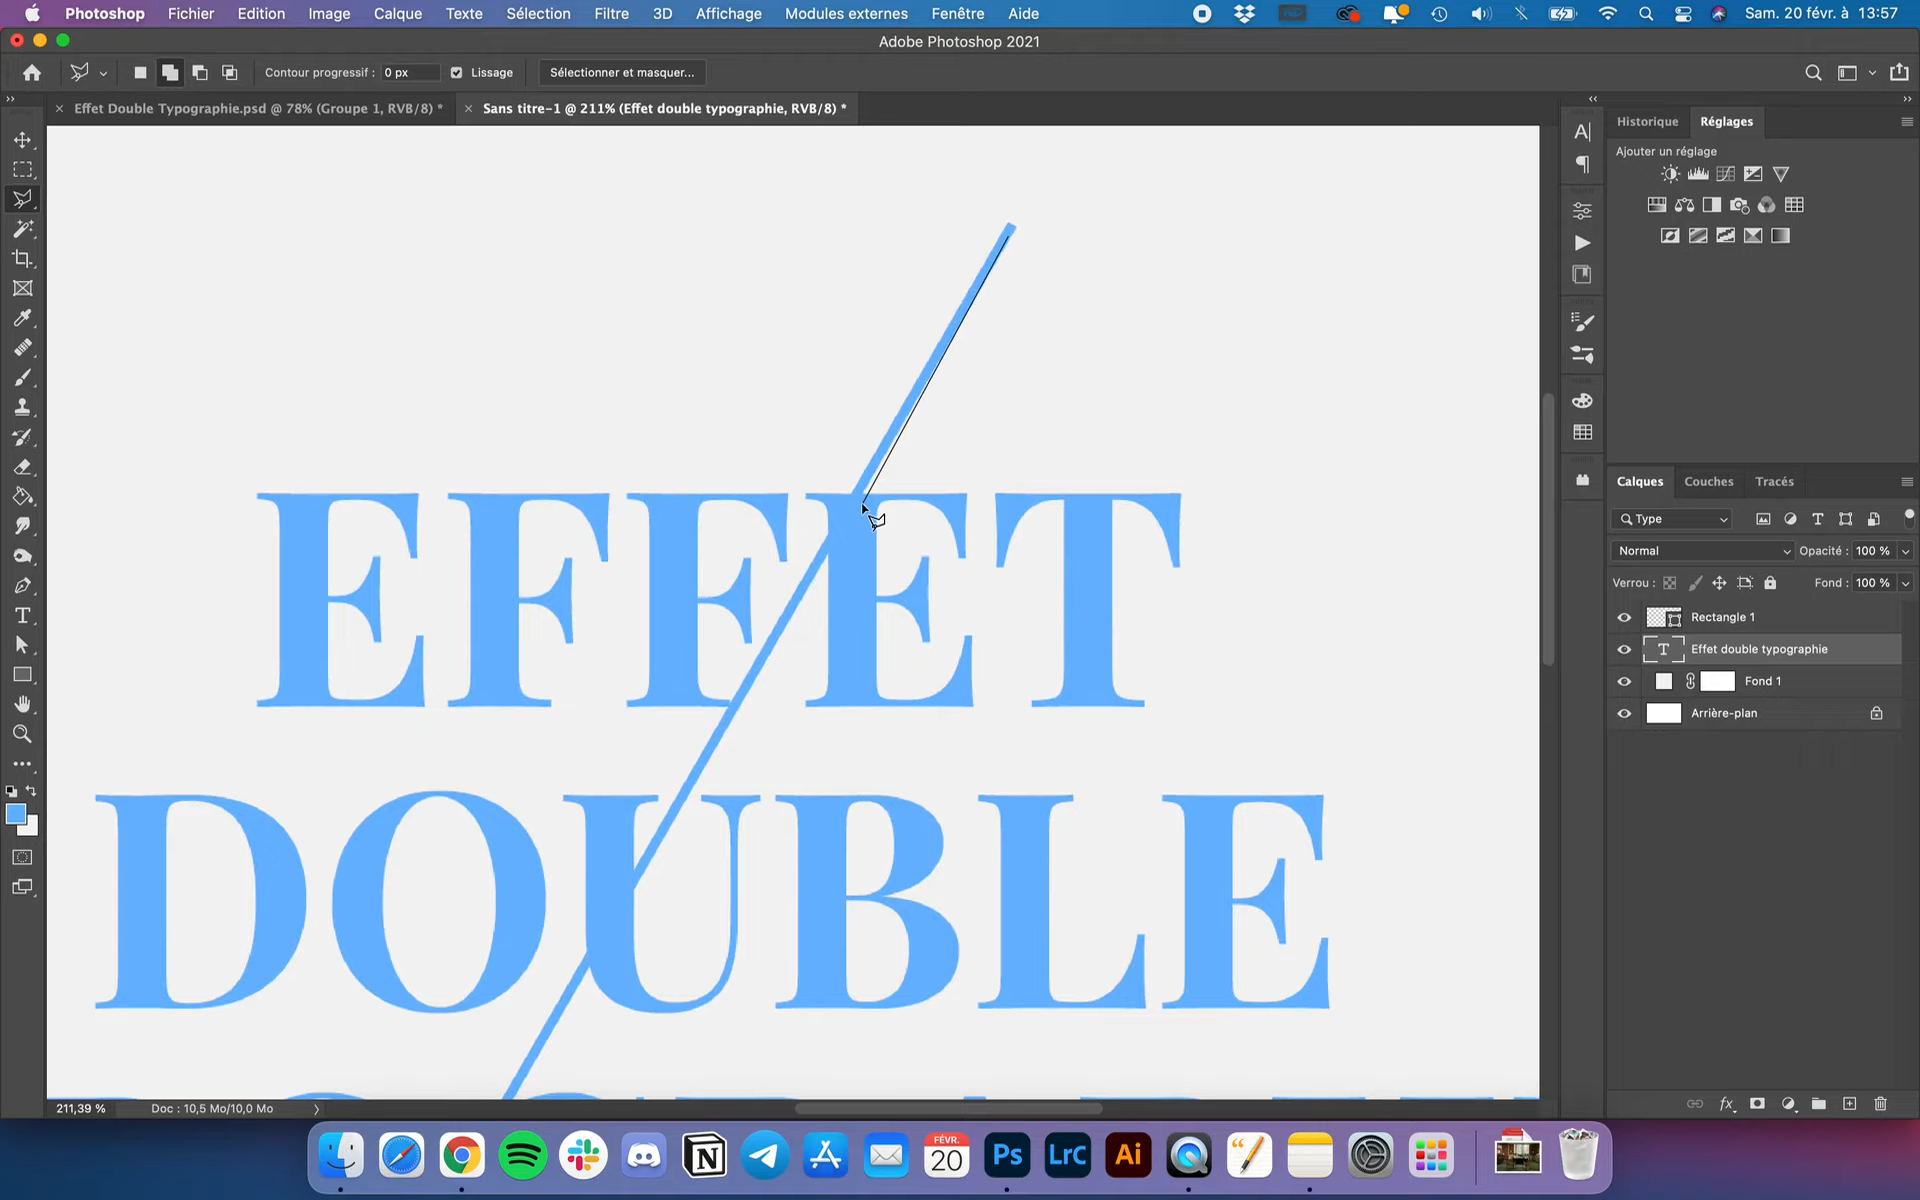 Photoshop Fichier Edition Image Calque Texte Sélection Filtre 3D Affichage Modules externes Fenêtre Aide Sam. 20 févr. à 13:57
Adobe Photoshop 2021
Contour progressif : 0 px Lissage Sélectionner et masquer...
× Effet Double Typographie.psd @ 78% (Groupe 1, RVB/8) * × Sans titre-1 @ 211% (Effet double typographie, RVB/8) *
Historique Réglages
Ajouter un réglage
EFFET
DOUBLE
Calques Couches Tracés
Type
Normal Opacité : 100 %
Verrou : Fond : 100 %
Rectangle 1
T Effet double typographie
Fond 1
Arrière-plan
211,39 % Doc : 10,5 Mo/10,0 Mo
FÉVR.
20 Ps LrC Ai